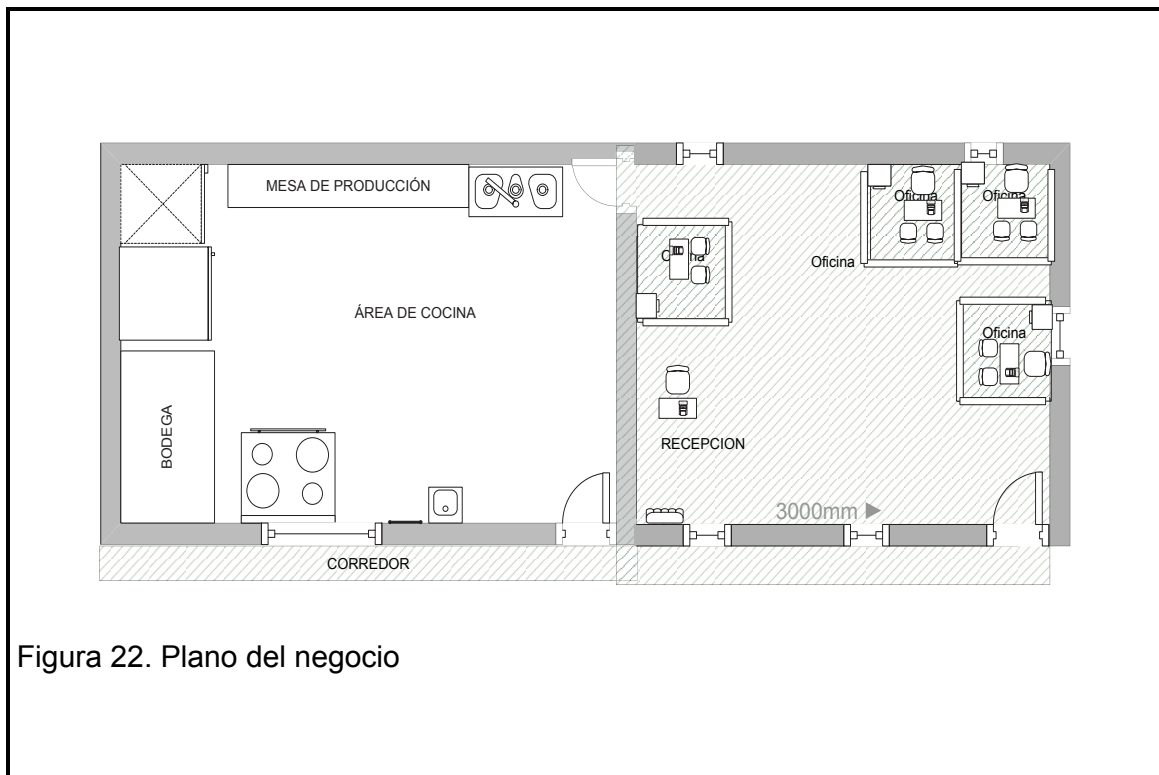 MESA DE PRODUCCIÓN
Oficina
Oficina
Oficina
ÁREA DE COCINA
Oficina
BODEGA
RECEPCION
3000mm
CORREDOR
Figura 22. Plano del negocio